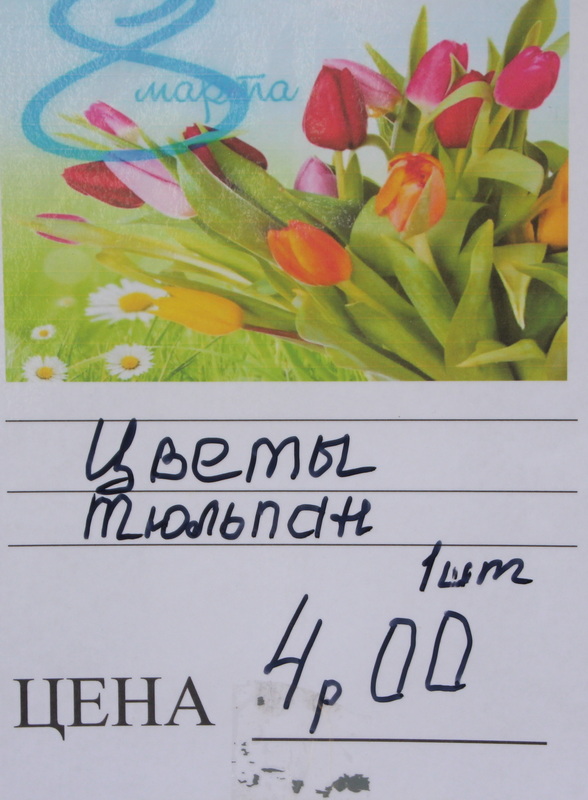 8
марта
Цветы
тюльпан
1шт
ЦЕНА 4р 00